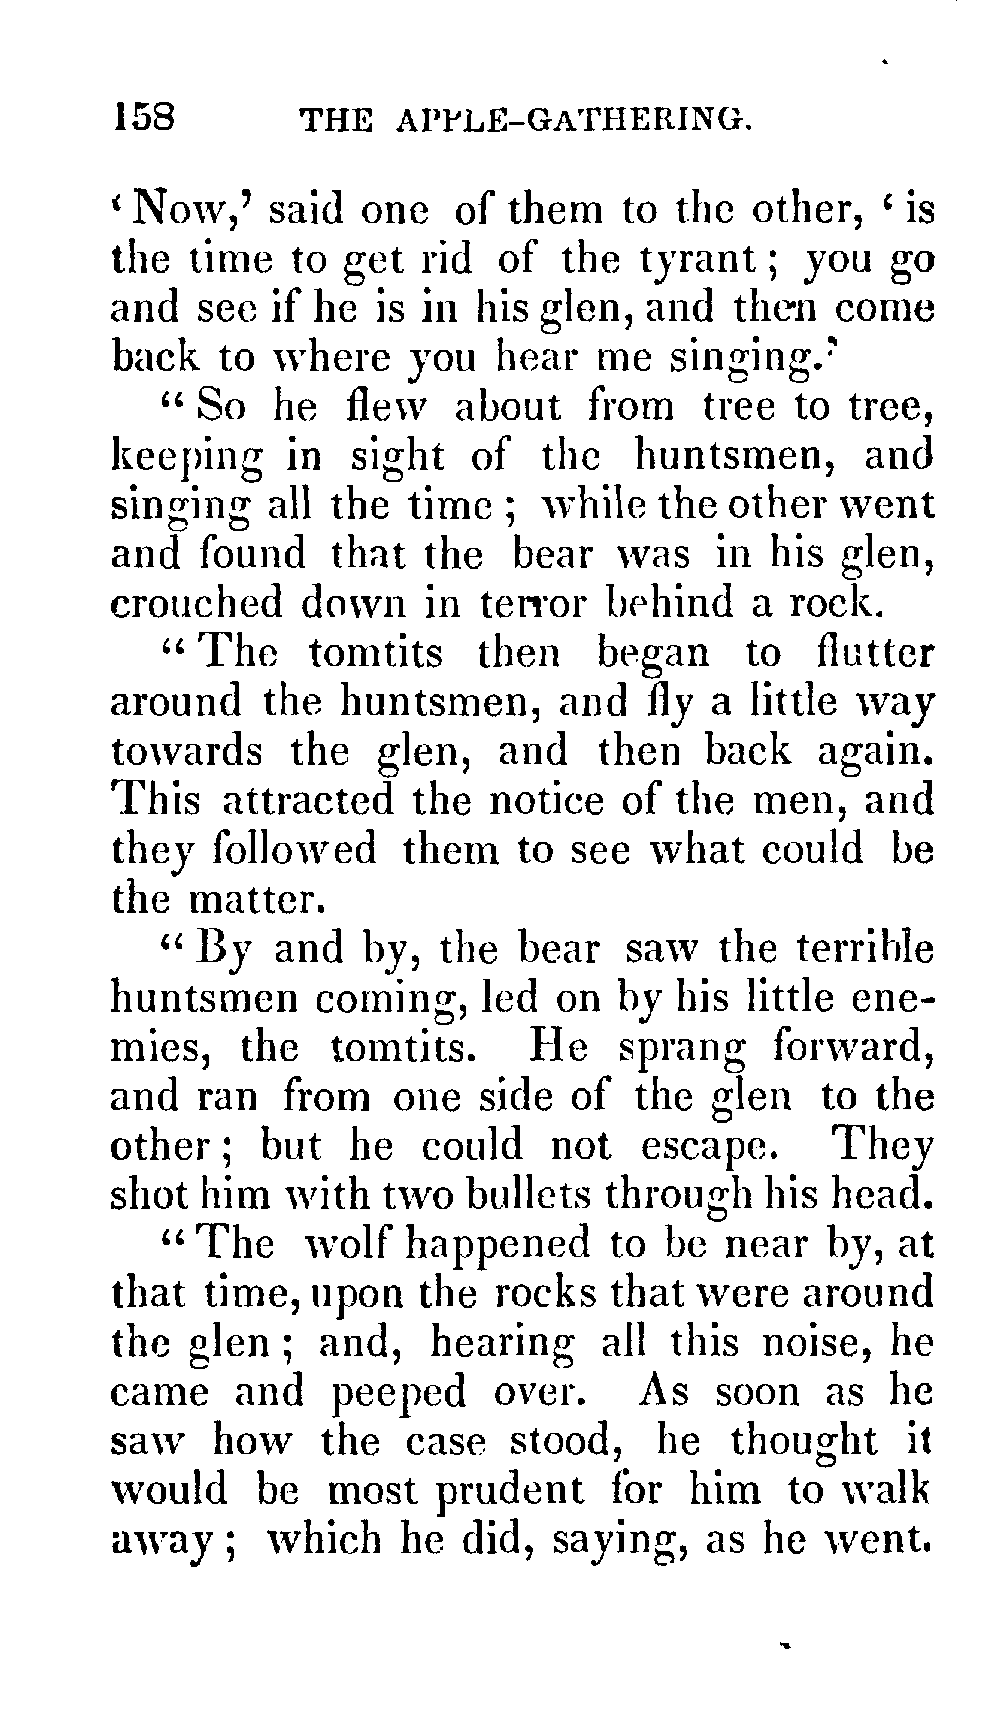 158 THE APPLE-GATHERING.
‘Now,’ said one of them to the other, ‘is
the time to get rid of the tyrant; you go
and see if he is in his glen, and then come
back to where you hear me singing.’
“So he flew about from tree to tree,
keeping in sight of the huntsmen, and
singing all the time; while the other went
and found that the bear was in his glen,
crouched down in terror behind a rock.
“The tomtits then began to flutter
around the huntsmen, and fly a little way
towards the glen, and then back again.
This attracted the notice of the men, and
they followed them to see what could be
the matter.
“By and by, the bear saw the terrible
huntsmen coming, led on by his little ene-
mies, the tomtits. He sprang forward,
and ran from one side of the glen to the
other; but he could not escape. They
shot him with two bullets through his head.
“The wolf happened to be near by, at
that time, upon the rocks that were around
the glen; and, hearing all this noise, he
came and peeped over. As soon as he
saw how the case stood, he thought it
would be most prudent for him to walk
away; which he did, saying, as he went.